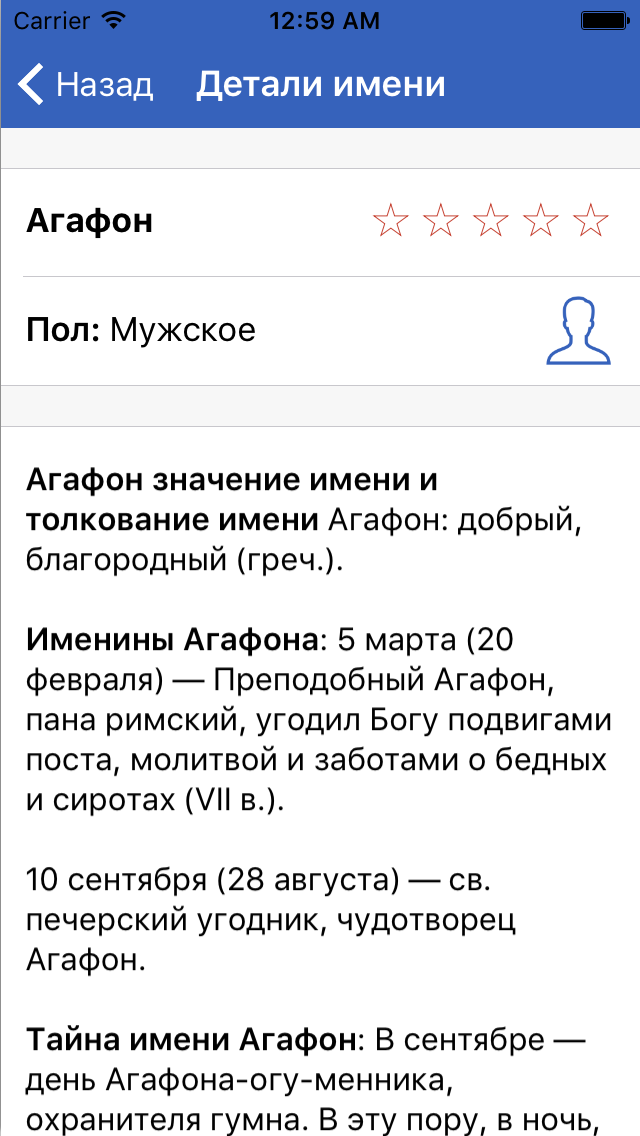 Carrier 12:59 AM
Назад Детали имени
Агафон
Пол: Мужское
Агафон значение имени и
толкование имени Агафон: добрый,
благородный (греч.).
Именины Агафона: 5 марта (20
февраля) — Преподобный Агафон,
пана римский, угодил Богу подвигами
поста, молитвой и заботами о бедных
и сиротах (VII в.).
10 сентября (28 августа) — св.
печерский угодник, чудотворец
Агафон.
Тайна имени Агафон: В сентябре —
день Агафона-огу-менника,
охранителя гумна. В эту пору, в ночь,